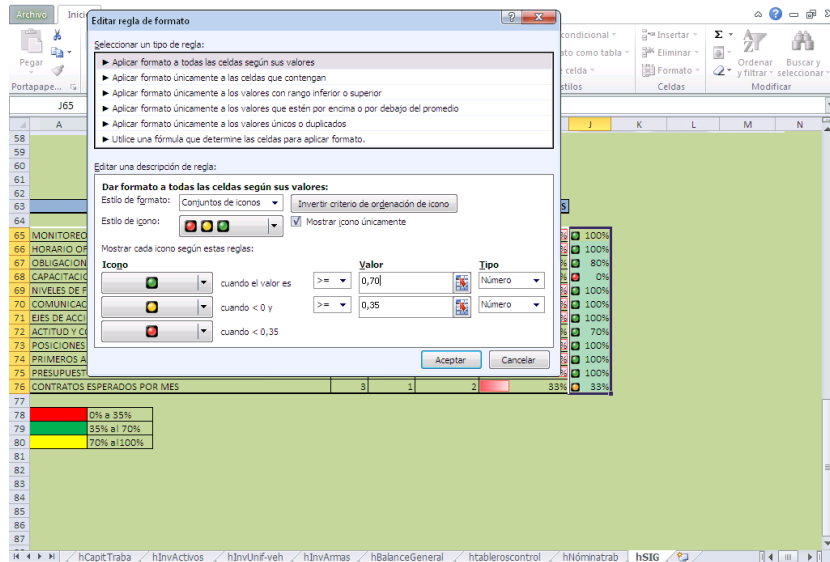 Archivo
Inici
Pegar
Portapape...
Editar regla de formato
Seleccionar un tipo de regla:
► Aplicar formato a todas las celdas según sus valores
► Aplicar formato únicamente a las celdas que contengan
► Aplicar formato únicamente a los valores con rango inferior o superior
► Aplicar formato únicamente a los valores que estén por encima o por debajo del promedio
► Aplicar formato únicamente a los valores únicos o duplicados
► Utilice una fórmula que determine las celdas para aplicar formato.
Editar una descripción de regla:
Dar formato a todas las celdas según sus valores:
Estilo de formato: Conjuntos de iconos Invertir criterio de ordenación de icono
Estilo de icono: Mostrar icono únicamente
Mostrar cada icono según estas reglas:
Icono Valor Tipo
cuando el valor es >= 0,70 Número
cuando < 0 y >= 0,35 Número
cuando < 0,35
Aceptar Cancelar
condicional
ato como tabla
celda
stilos
Insertar
Eliminar
Formato
Celdas
Σ
Ordenar y filtrar
Buscar y seleccionar
Modificar
J65
A J K L M N
58
59
60
61
62
63 S
64
65 MONITOREO % 100%
66 HORARIO OF % 100%
67 OBLIGACION % 80%
68 CAPACITACIO % 0%
69 NIVELES DE F % 100%
70 COMUNICAC % 100%
71 EJES DE ACCI % 100%
72 ACTITUD Y CO % 70%
73 POSICIONES % 100%
74 PRIMEROS A % 100%
75 PRESUPUEST % 100%
76 CONTRATOS ESPERADOS POR MES 3 1 2 33% 33%
77
78 0% a 35%
79 35% al 70%
80 70% al100%
81
82
83
84
85
86
87
hCapitTraba hInvActivos hInvUnif-veh hInvArmas hBalanceGeneral htableroscontrol hNóminatrab hSIG